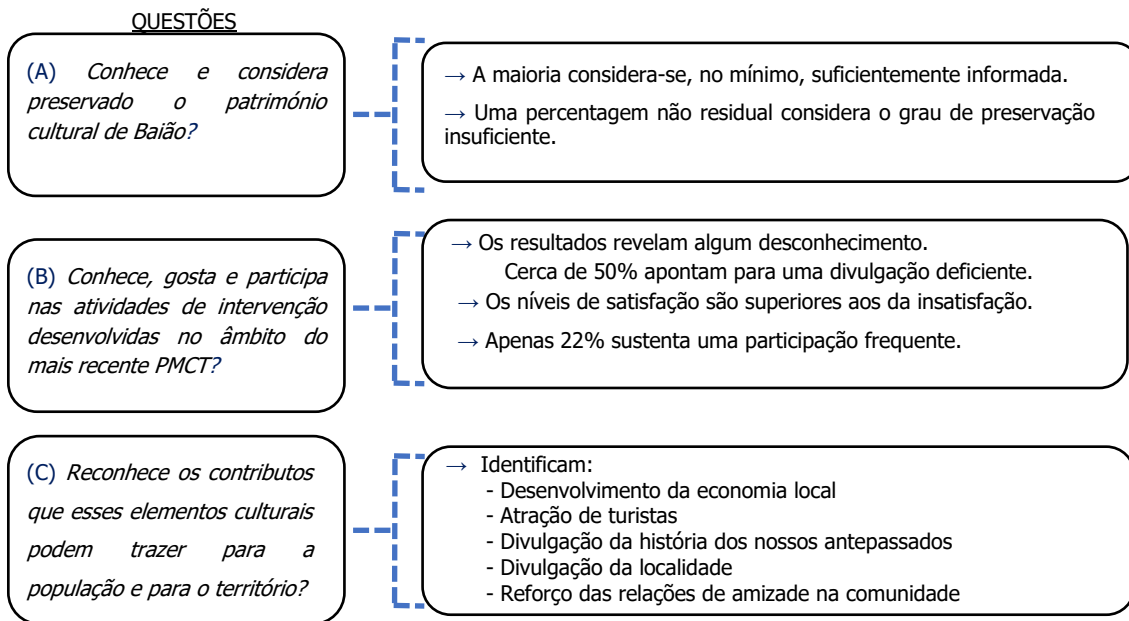 QUESTÕES
(A) Conhece e considera
preservado o património
cultural de Baião?
→ A maioria considera-se, no mínimo, suficientemente informada.
→ Uma percentagem não residual considera o grau de preservação
insuficiente.
(B) Conhece, gosta e participa
nas atividades de intervenção
desenvolvidas no âmbito do
mais recente PMCT?
→ Os resultados revelam algum desconhecimento.
Cerca de 50% apontam para uma divulgação deficiente.
→ Os níveis de satisfação são superiores aos da insatisfação.
→ Apenas 22% sustenta uma participação frequente.
(C) Reconhece os contributos
que esses elementos culturais
podem trazer para a
população e para o território?
→ Identificam:
- Desenvolvimento da economia local
- Atração de turistas
- Divulgação da história dos nossos antepassados
- Divulgação da localidade
- Reforço das relações de amizade na comunidade